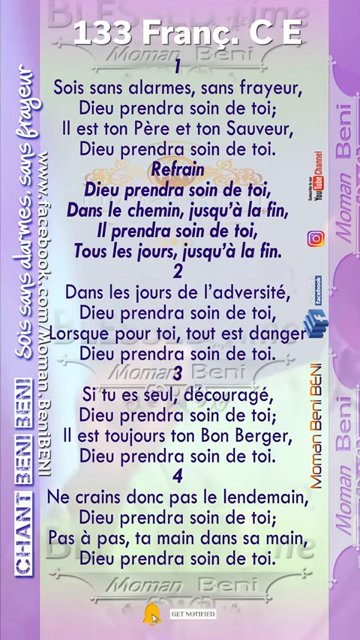 133 Franç. C E
1
Sois sans alarmes, sans frayeur,
Dieu prendra soin de toi;
Il est ton Père et ton Sauveur,
Dieu prendra soin de toi.
Refrain
Dieu prendra soin de toi,
Dans le chemin, jusqu'à la fin,
Il prendra soin de toi,
Tous les jours, jusqu'à la fin.
2
Dans les jours de l'adversité,
Dieu prendra soin de toi,
Lorsque pour toi, tout est danger
Dieu prendra soin de toi.
3
Si tu es seul, découragé,
Dieu prendra soin de toi;
Il est toujours ton Bon Berger,
Dieu prendra soin de toi.
4
Ne crains donc pas le lendemain,
Dieu prendra soin de toi;
Pas à pas, ta main dans sa main,
Dieu prendra soin de toi.
CHANT BENI BENI Sois sans alarmes, sans frayeur
www.facebook.com/Moman.BeniBENI
YouTube Channel
facebook
Moman Beni BENI
Moman Beni
Moman Beni
Moman Beni
Moman Beni
GET NOTIFIED